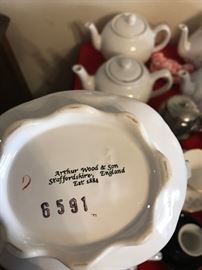 Arthur Wood & Son
Staffordshire, England
Est 1884
6591